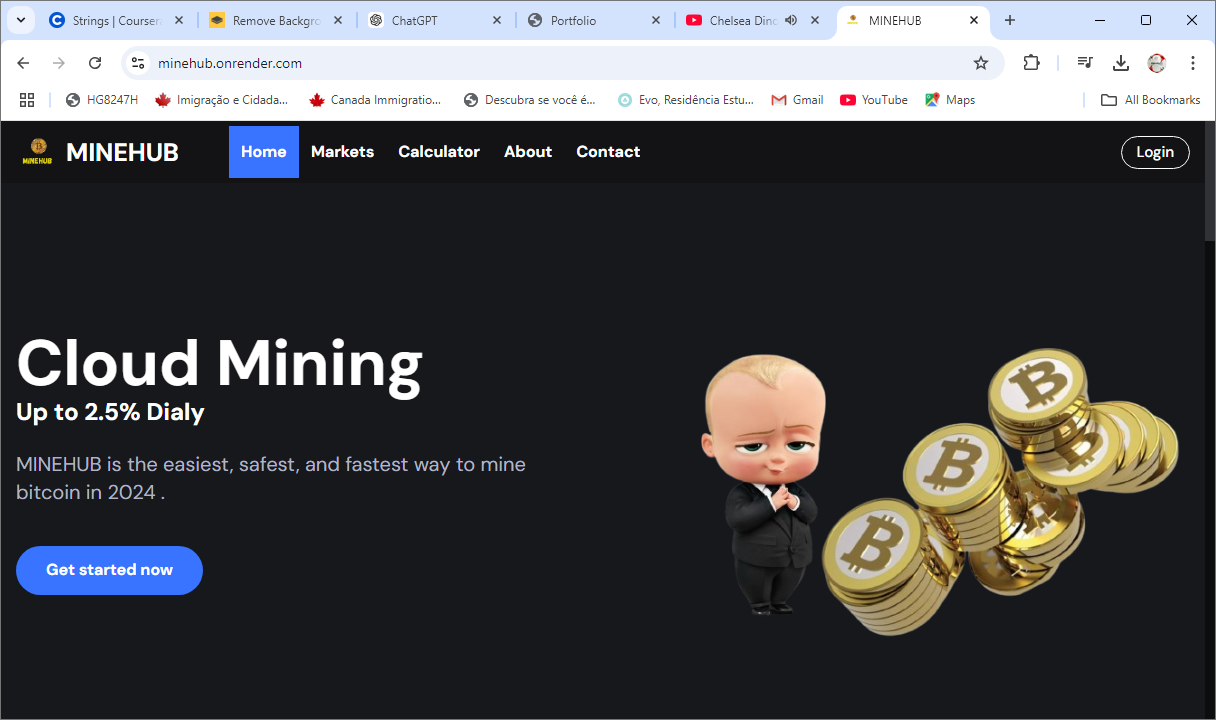 Strings | Courser
Remove Backgro
ChatGPT
Portfolio
Chelsea Dinc
MINEHUB
minehub.onrender.com
HG8247H
Imigração e Cidada...
Canada Immigratio...
Descubra se você é...
Evo, Residência Estu...
Gmail
YouTube
Maps
All Bookmarks
MINEHUB
MINEHUB
Home
Markets
Calculator
About
Contact
Login
Cloud Mining
Up to 2.5% Dialy
MINEHUB is the easiest, safest, and fastest way to mine
bitcoin in 2024 .
Get started now